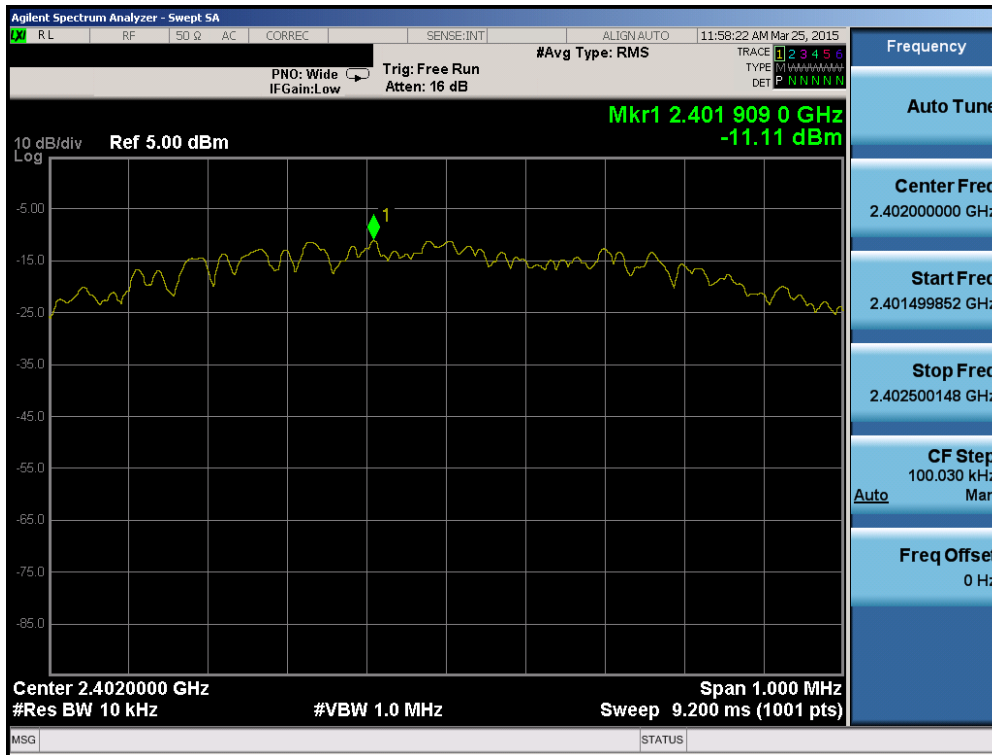 Agilent Spectrum Analyzer - Swept SA
LXI RL RF 50 Ω AC CORREC SENSE:INT ALIGN AUTO 11:58:22 AM Mar 25, 2015
#Avg Type: RMS TRACE 1 2 3 4 5 6
PNO: Wide Trig: Free Run TYPE M WWWWW
IFGain:Low Atten: 16 dB DET P N N N N N
Mkr1 2.401 909 0 GHz
-11.11 dBm
10 dB/div Ref 5.00 dBm
Log
1
-5.00
-15.0
-25.0
-35.0
-45.0
-55.0
-65.0
-75.0
-85.0
Center 2.4020000 GHz Span 1.000 MHz
#Res BW 10 kHz #VBW 1.0 MHz Sweep 9.200 ms (1001 pts)
MSG STATUS
Frequency
Auto Tune
Center Freq
2.402000000 GHz
Start Freq
2.401499852 GHz
Stop Freq
2.402500148 GHz
CF Step
100.030 kHz
Auto Man
Freq Offset
0 Hz